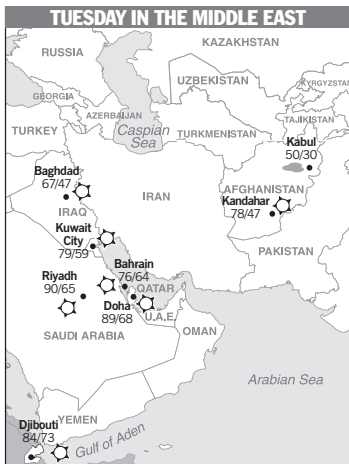 TUESDAY IN THE MIDDLE EAST
RUSSIA
KAZAKHSTAN
UZBEKISTAN
KYRGYZSTAN
GEORGIA
AZERBAIJAN
TAJIKISTAN
TURKEY
Caspian
Sea
TURKMENISTAN
Kabul
50/30
Baghdad
67/47
IRAN
AFGHANISTAN
Kandahar
78/47
IRAQ
Kuwait
City
79/59
PAKISTAN
Bahrain
76/64
Riyadh
90/65
QATAR
Doha
89/68
U.A.E.
SAUDI ARABIA
OMAN
Arabian Sea
YEMEN
Djibouti
84/73
Gulf of Aden